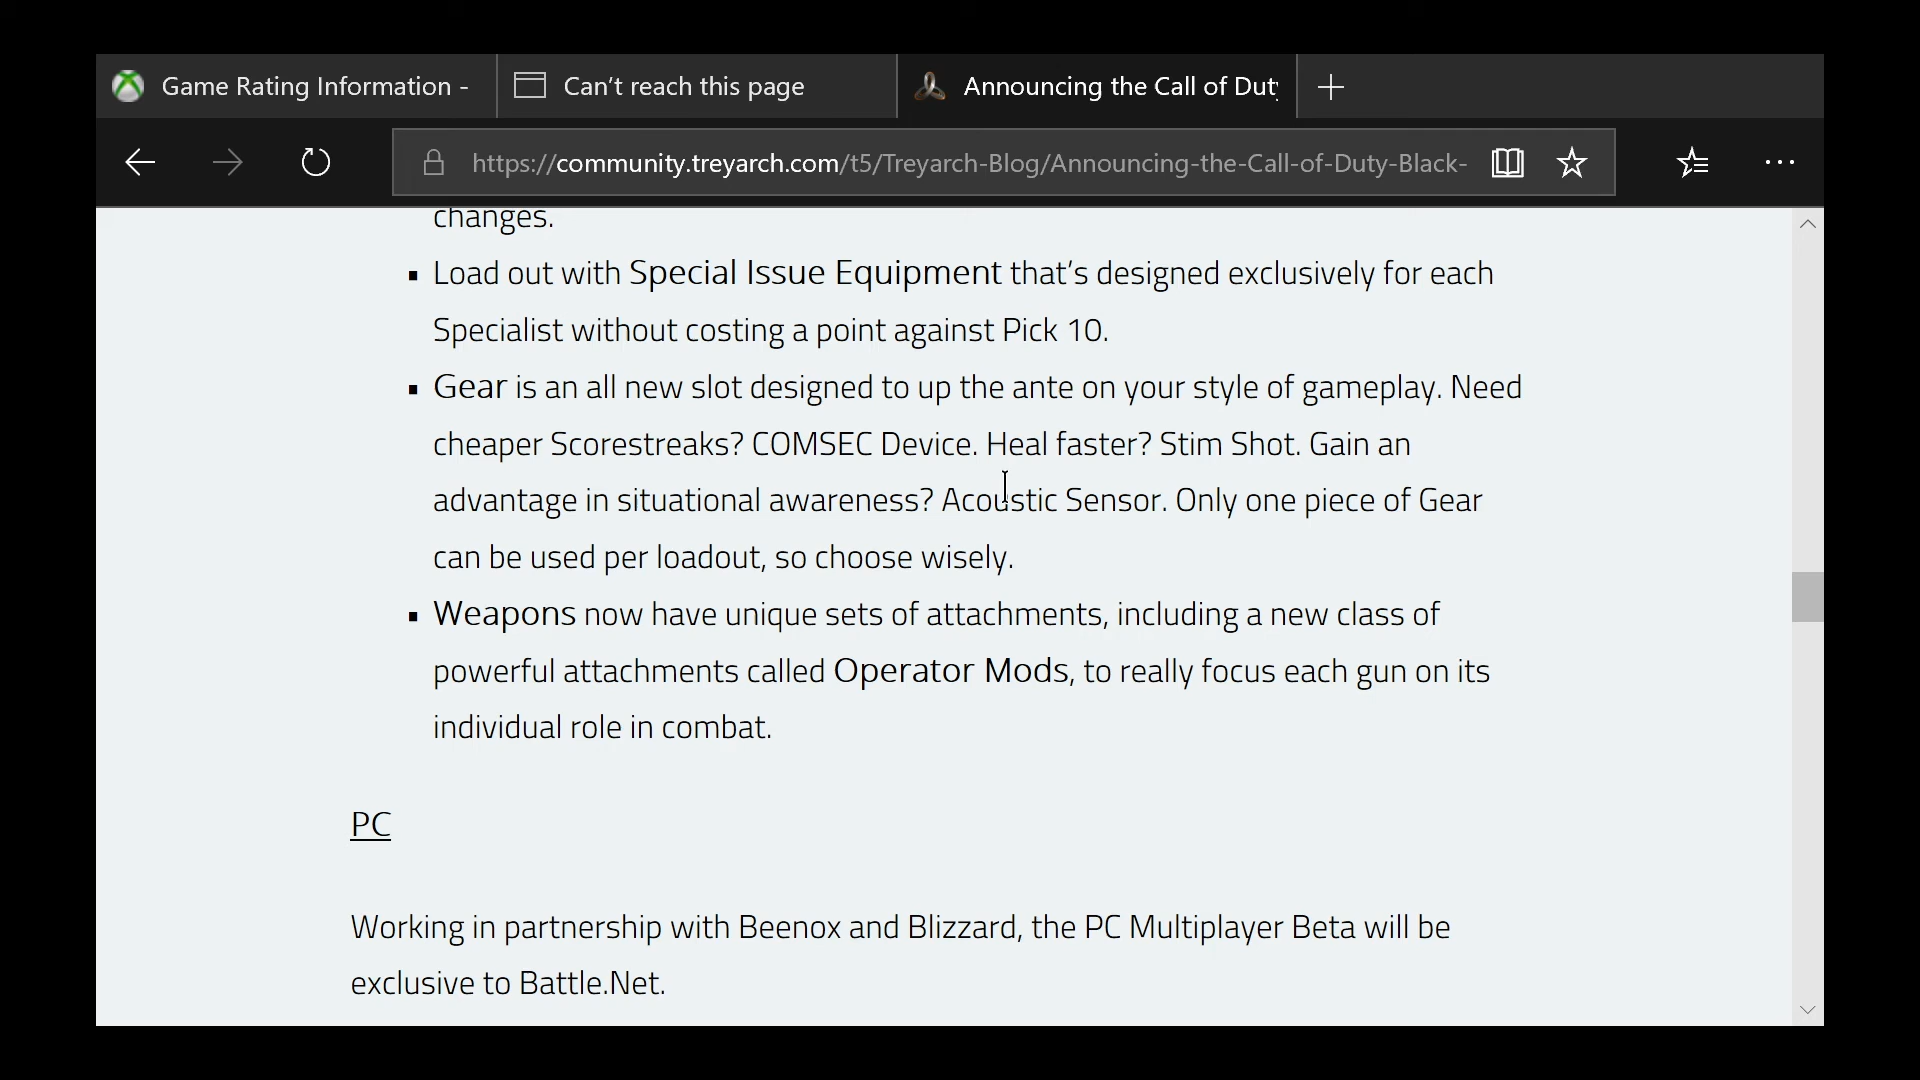 Game Rating Information -
Can’t reach this page
Announcing the Call of Duty
https://community.treyarch.com/t5/Treyarch-Blog/Announcing-the-Call-of-Duty-Black-
changes.
▪ Load out with Special Issue Equipment that’s designed exclusively for each
Specialist without costing a point against Pick 10.
▪ Gear is an all new slot designed to up the ante on your style of gameplay. Need
cheaper Scorestreaks? COMSEC Device. Heal faster? Stim Shot. Gain an
advantage in situational awareness? Acoustic Sensor. Only one piece of Gear
can be used per loadout, so choose wisely.
▪ Weapons now have unique sets of attachments, including a new class of
powerful attachments called Operator Mods, to really focus each gun on its
individual role in combat.
PC
Working in partnership with Beenox and Blizzard, the PC Multiplayer Beta will be
exclusive to Battle.Net.